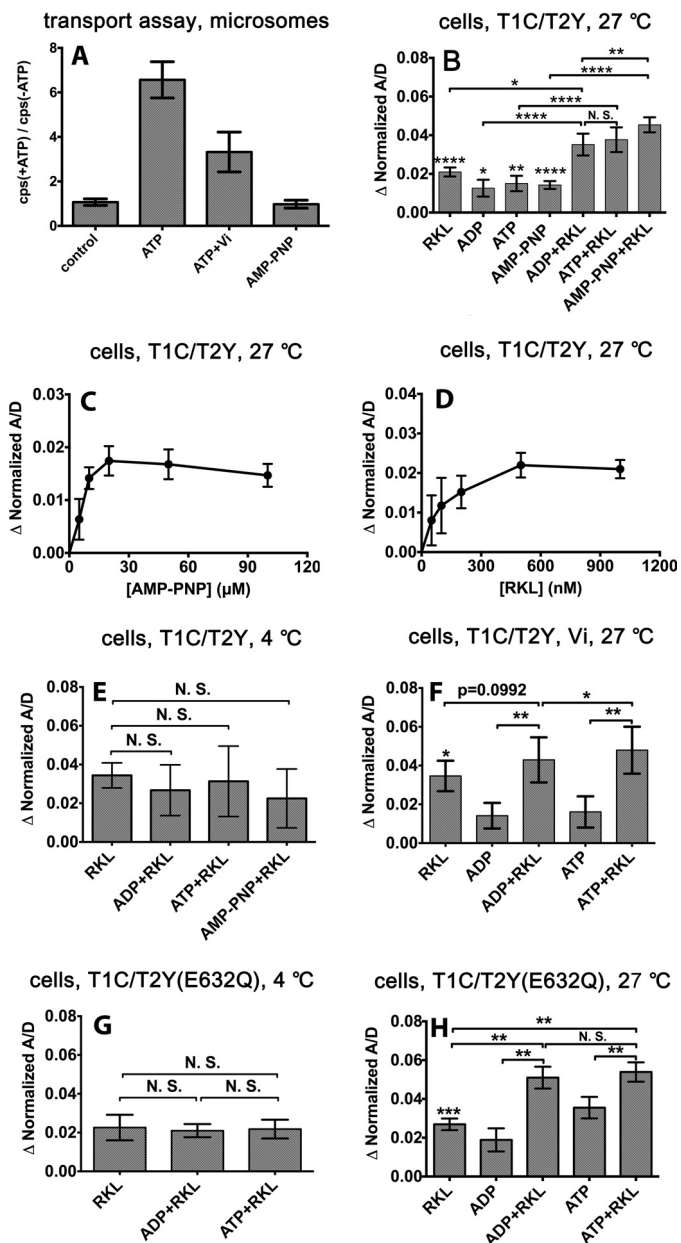 transport assay, microsomes
A
cps(+ATP) / cps(-ATP)
8
6
4
2
0
control
ATP
ATP+Vi
AMP-PNP
cells, T1C/T2Y, 27 °C
B
Δ Normalized A/D
0.08
0.06
0.04
0.02
0.00
**
****
*
****
****
N. S.
****
*
**
****
RKL
ADP
ATP
AMP-PNP
ADP+RKL
ATP+RKL
AMP-PNP+RKL
cells, T1C/T2Y, 27 °C
C
Δ Normalized A/D
0.03
0.02
0.01
0.00
0
30
60
90
120
[AMP-PNP] (µM)
cells, T1C/T2Y, 27 °C
D
Δ Normalized A/D
0.04
0.03
0.02
0.01
0.00
0
300
600
900
1200
[RKL] (nM)
cells, T1C/T2Y, 4 °C
E
Δ Normalized A/D
0.08
0.06
0.04
0.02
0.00
N. S.
N. S.
N. S.
RKL
ADP+RKL
ATP+RKL
AMP-PNP+RKL
cells, T1C/T2Y, Vi, 27 °C
F
Δ Normalized A/D
0.08
0.06
0.04
0.02
0.00
p=0.0992
*
**
**
*
RKL
ADP
ADP+RKL
ATP
ATP+RKL
cells, T1C/T2Y(E632Q), 4 °C
G
Δ Normalized A/D
0.08
0.06
0.04
0.02
0.00
N. S.
N. S.
N. S.
RKL
ADP+RKL
ATP+RKL
cells, T1C/T2Y(E632Q), 27 °C
H
Δ Normalized A/D
0.08
0.06
0.04
0.02
0.00
**
**
N. S.
**
**
***
RKL
ADP
ADP+RKL
ATP
ATP+RKL